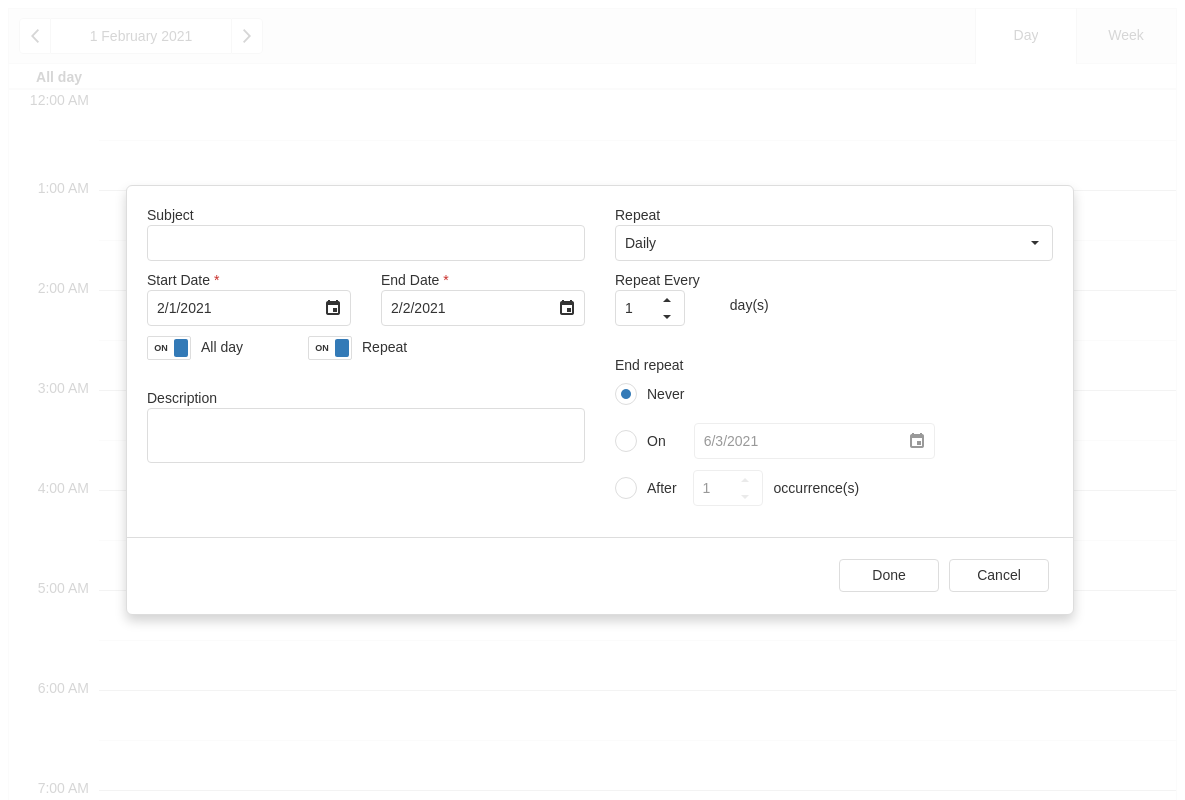 1 February 2021
Day
Week
All day
12:00 AM
1:00 AM
Subject
Repeat
Daily
Start Date *
End Date *
Repeat Every
2:00 AM
2/1/2021
2/2/2021
1
day(s)
ON
All day
ON
Repeat
End repeat
3:00 AM
Never
Description
On
6/3/2021
4:00 AM
After
1
occurrence(s)
Done
Cancel
5:00 AM
6:00 AM
7:00 AM